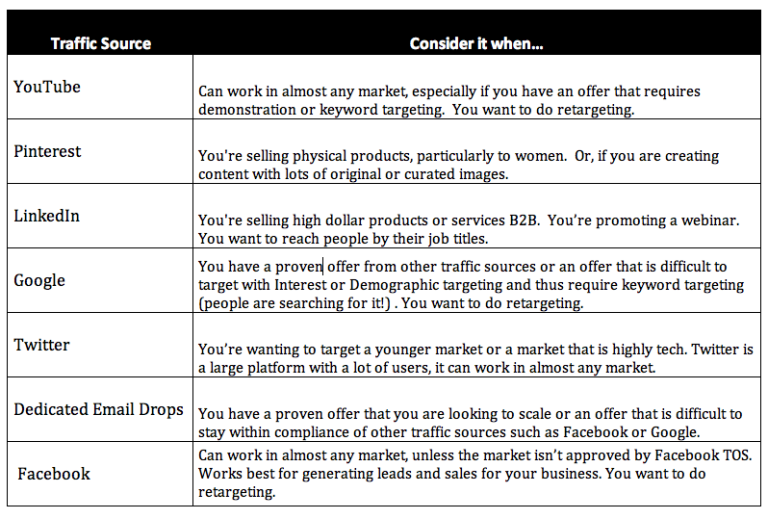 Traffic Source
Consider it when…
YouTube
Can work in almost any market, especially if you have an offer that requires
demonstration or keyword targeting.  You want to do retargeting.
Pinterest
You're selling physical products, particularly to women.  Or, if you are creating
content with lots of original or curated images.
LinkedIn
You're selling high dollar products or services B2B.  You’re promoting a webinar.
You want to reach people by their job titles.
Google
You have a proven offer from other traffic sources or an offer that is difficult to
target with Interest or Demographic targeting and thus require keyword targeting
(people are searching for it!) . You want to do retargeting.
Twitter
You’re wanting to target a younger market or a market that is highly tech. Twitter is
a large platform with a lot of users, it can work in almost any market.
Dedicated Email Drops
You have a proven offer that you are looking to scale or an offer that is difficult to
stay within compliance of other traffic sources such as Facebook or Google.
Facebook
Can work in almost any market, unless the market isn’t approved by Facebook TOS.
Works best for generating leads and sales for your business. You want to do
retargeting.